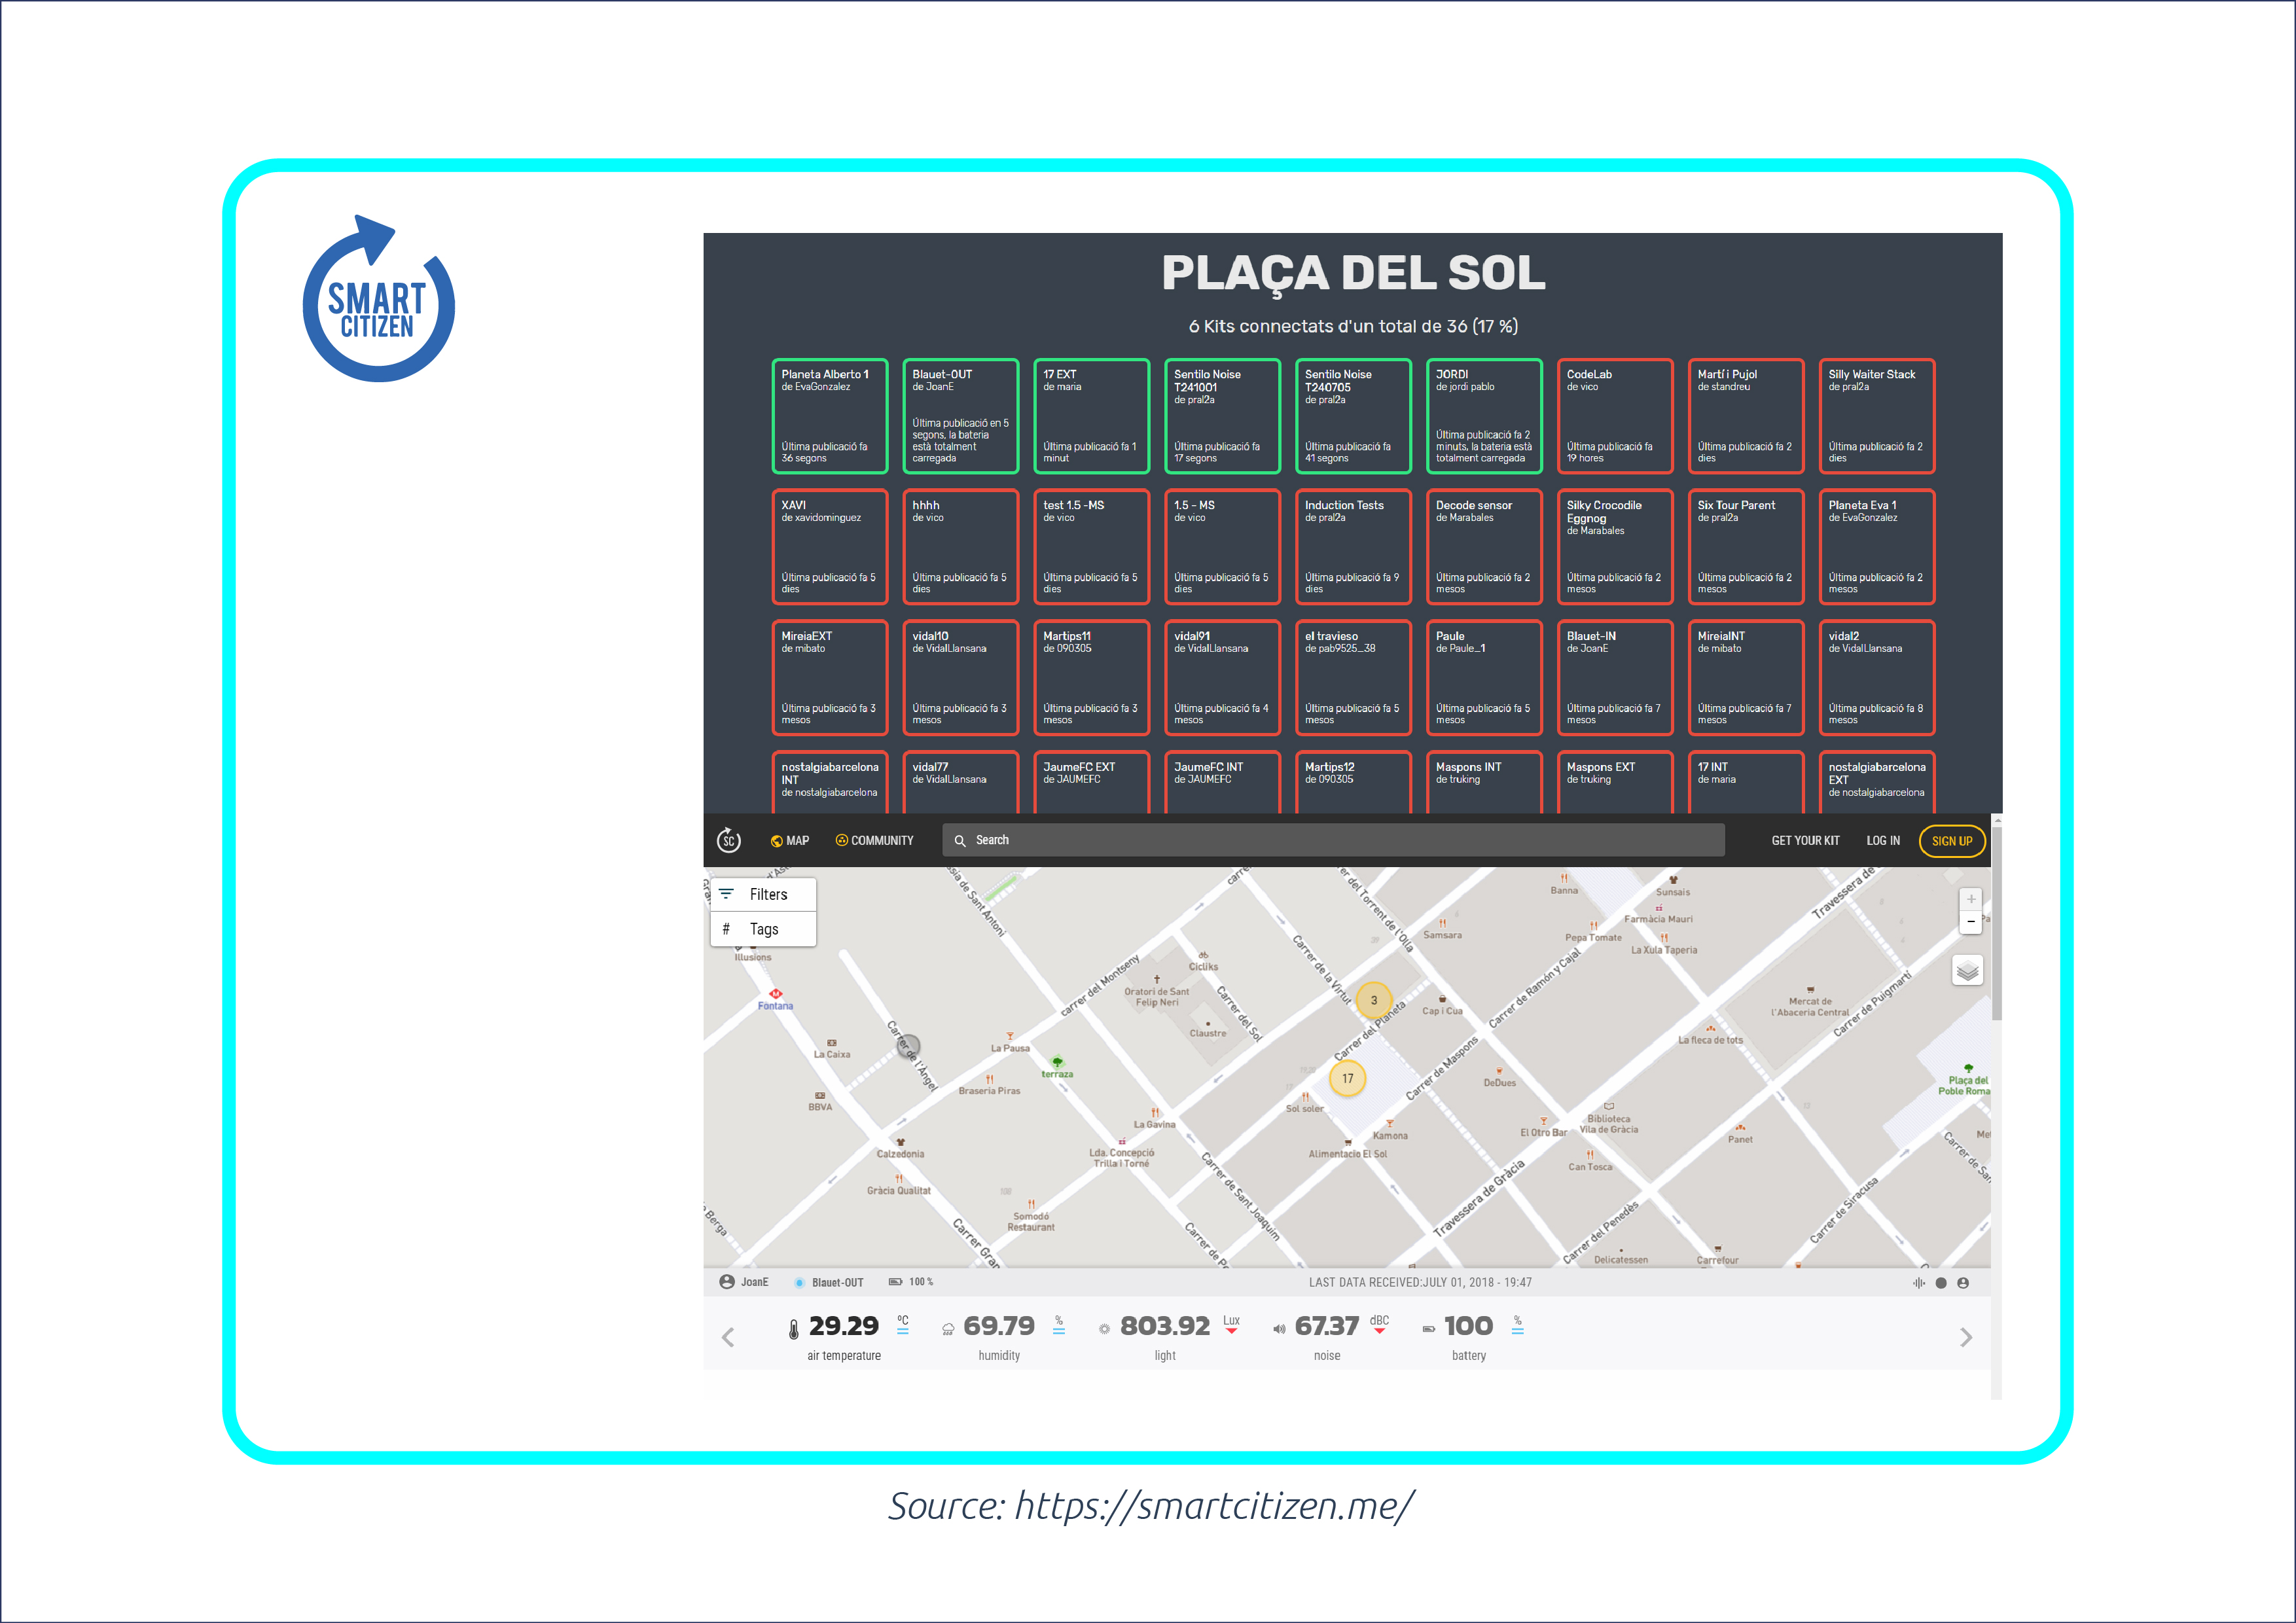 SMART
CITIZEN
PLAÇA DEL SOL
6 Kits connectats d'un total de 36 (17 %)
Planeta Alberto 1
de EvaGonzalez
Última publicació fa
36 segons
Blauet-OUT
de JoanE
Última publicació en 5
segons, la bateria
està totalment
carregada
17 EXT
de maria
Última publicació fa 1
minut
Sentilo Noise
T241001
de pral2a
Última publicació fa
17 segons
Sentilo Noise
T240705
de pral2a
Última publicació fa
41 segons
JORDI
de jordi pablo
Última publicació fa 2
minuts, la bateria està
totalment carregada
CodeLab
de vico
Última publicació fa
19 hores
Martí i Pujol
de standreu
Última publicació fa 2
dies
Silly Waiter Stack
de pral2a
Última publicació fa 2
dies
XAVI
de xavidominguez
Última publicació fa 5
dies
hhhh
de vico
Última publicació fa 5
dies
test 1.5 -MS
de vico
Última publicació fa 5
dies
1.5 - MS
de vico
Última publicació fa 5
dies
Induction Tests
de pral2a
Última publicació fa 9
dies
Decode sensor
de Marabales
Última publicació fa 2
mesos
Silky Crocodile
Eggnog
de Marabales
Última publicació fa 2
mesos
Six Tour Parent
de pral2a
Última publicació fa 2
mesos
Planeta Eva 1
de EvaGonzalez
Última publicació fa 2
mesos
MireiaEXT
de mibato
Última publicació fa 3
mesos
vidal10
de VidalLlansana
Última publicació fa 3
mesos
Martips11
de 090305
Última publicació fa 3
mesos
vidal91
de VidalLlansana
Última publicació fa 4
mesos
el travieso
de pab9525_38
Última publicació fa 5
mesos
Paule
de Paule_1
Última publicació fa 5
mesos
Blauet-IN
de JoanE
Última publicació fa 7
mesos
MireiaINT
de mibato
Última publicació fa 7
mesos
vidal2
de VidalLlansana
Última publicació fa 8
mesos
nostalgiabarcelona
INT
de nostalgiabarcelona
vidal77
de VidalLlansana
JaumeFC EXT
de JAUMEFC
JaumeFC INT
de JAUMEFC
Martips12
de 090305
Maspons INT
de truking
Maspons EXT
de truking
17 INT
de maria
nostalgiabarcelona
EXT
de nostalgiabarcelona
SC
MAP
COMMUNITY
Search
GET YOUR KIT
LOG IN
SIGN UP
Filters
# Tags
Illusions
Fontana
La Caixa
BBVA
Carrer de l'Àngel
Calzedonia
Gràcia Qualitat
Carrer Gran
Berga
sia de Sant Antoni
La Pausa
terraza
Braseria Piras
carrer del Montseny
Oratori de Sant
Felip Neri
Cicliks
Claustre
Carrer del Sol
La Gavina
Lda. Concepció
Trilla i Torné
Somodó
Restaurant
Carrer de Sant Joaquim
Carrer de Pe
carre
Carrer de la Virtut
3
Carrer del Planeta
17
Sol soler
Kamona
Alimentacio El Sol
rer del Torrent de l'Olla
Samsara
Cap i Cua
Carrer de Maspons
Carrer de Ramón y Cajal
DeDues
Banna
Sunsais
Farmàcia Mauri
Pepa Tomate
La Xula Taperia
Travessera de
Mercat de
l'Abaceria Central
Carrer de Puigmartí
La fleca de tots
El Otro Bar
Biblioteca
Vila de Gràcia
Can Tosca
Panet
Travessera de Gràcia
Carrer del Penedès
Delicatessen
Carrefour
Carrer de Siracusa
Plaça del
Poble Roma
Carrer de Sar
+
-
JoanE
Blauet-OUT
100 %
LAST DATA RECEIVED:JULY 01, 2018 - 19:47
29.29 ºC
air temperature
69.79 %
humidity
803.92 Lux
light
67.37 dBC
noise
100 %
battery
Source: https://smartcitizen.me/